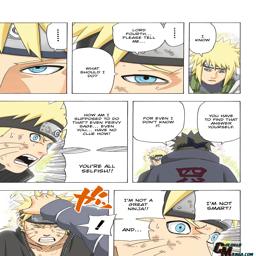 I KNOW.
LORD
FOURTH...
PLEASE
TELL ME...
WHAT
SHOULD I
DO?
YOU HAVE
TO FIND THAT
ANSWER
YOURSELF.
FOR EVEN I
DON'T KNOW
IT.
HOW AM I
SUPPOSED TO DO
THAT? EVEN PERVY
SAGE... EVEN
YOU... HAVE NO
CLUE HOW!
YOU'RE ALL
SELFISH!!
I'M NOT
SMART!
I'M NOT A
GREAT
NINJA!!
AND...
!